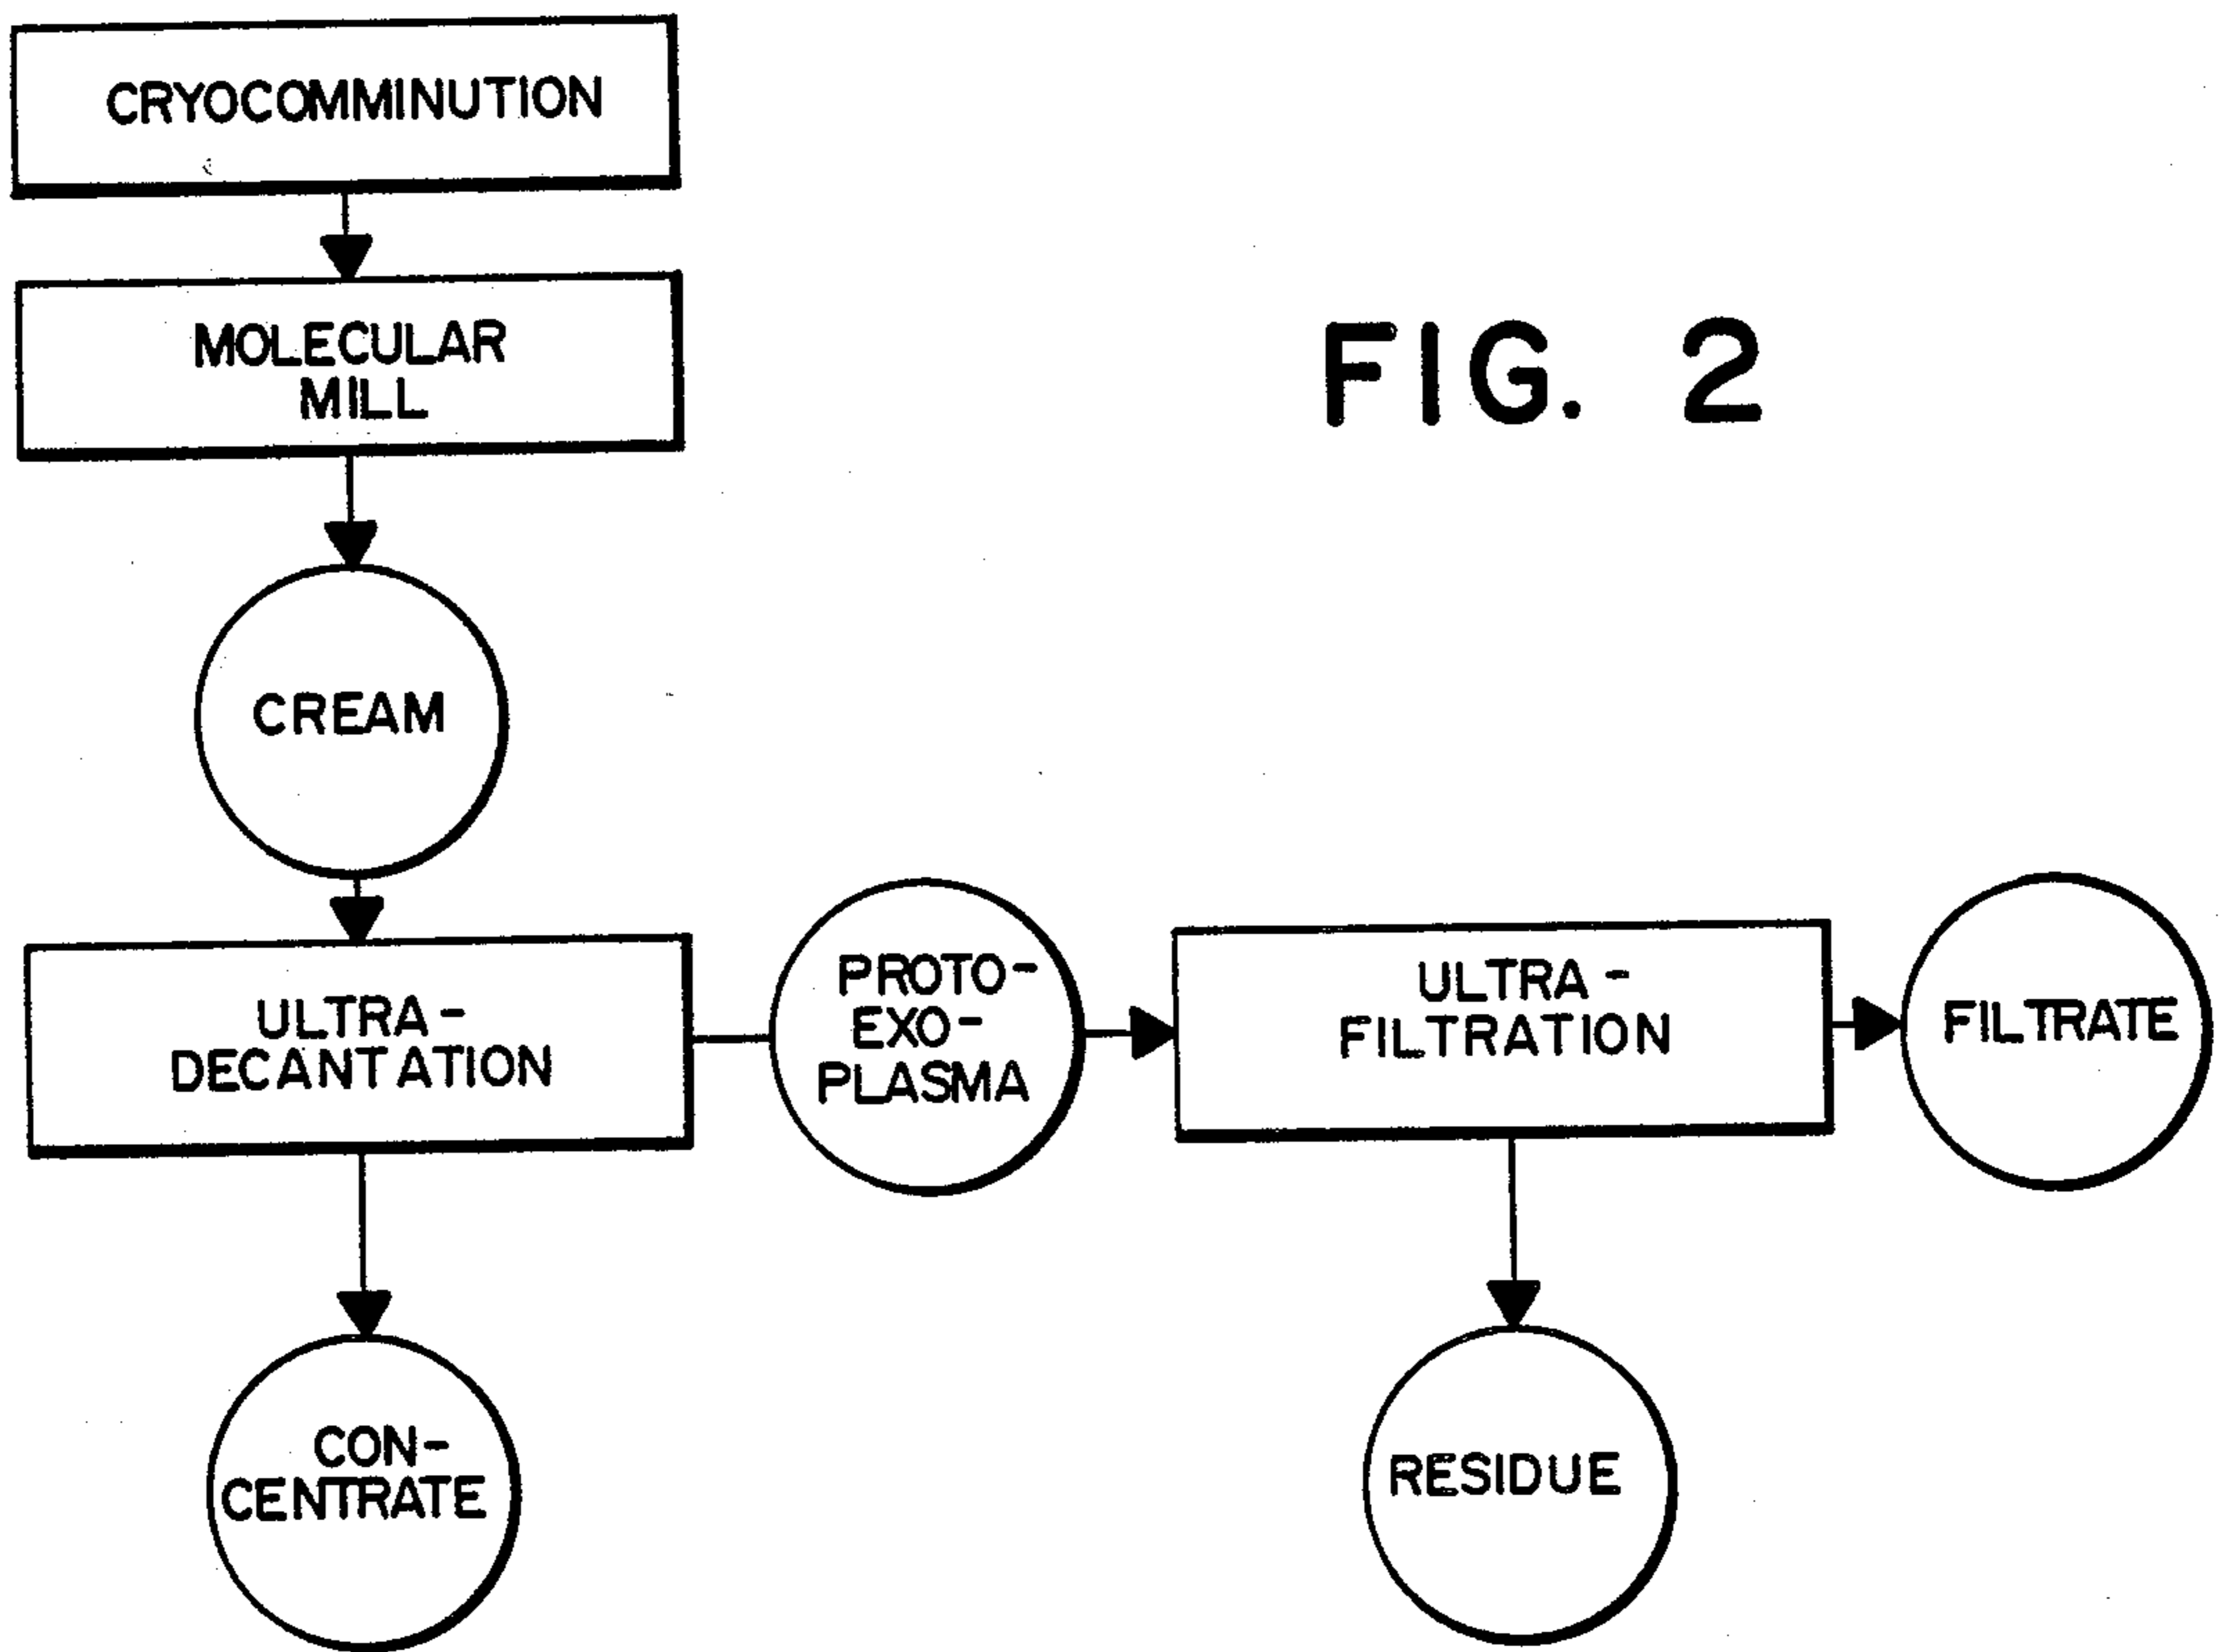 CRYOCOMMINUTION
MOLECULAR
MILL
FIG. 2
CREAM
ULTRA-
DECANTATION
PROTO-
EXO-
PLASMA
ULTRA-
FILTRATION
FILTRATE
CON-
CENTRATE
RESIDUE